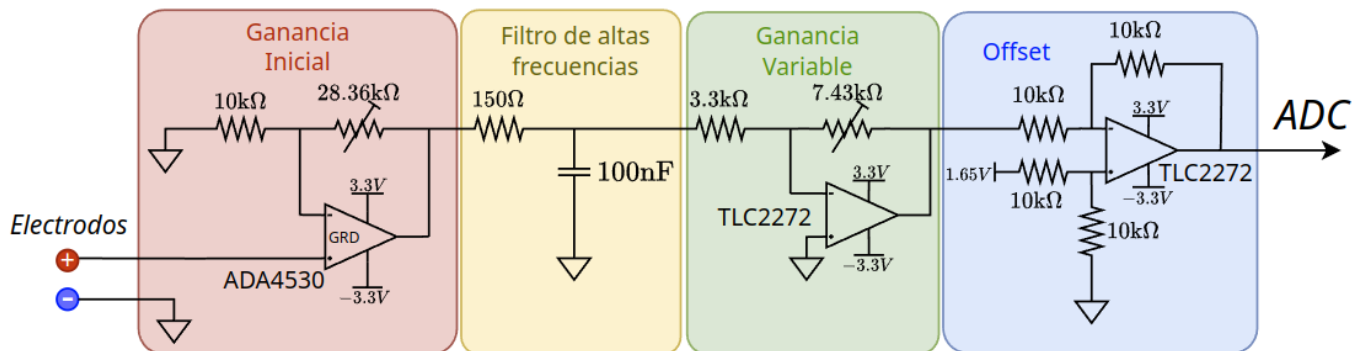 Ganancia
Inicial
10kΩ
28.36kΩ
3.3V
-
GRD
+
−3.3V
ADA4530
Electrodos
+
-
Filtro de altas
frecuencias
150Ω
100nF
Ganancia
Variable
3.3kΩ
7.43kΩ
3.3V
-
+
−3.3V
TLC2272
Offset
10kΩ
10kΩ
1.65V
10kΩ
10kΩ
3.3V
-
+
−3.3V
TLC2272
ADC